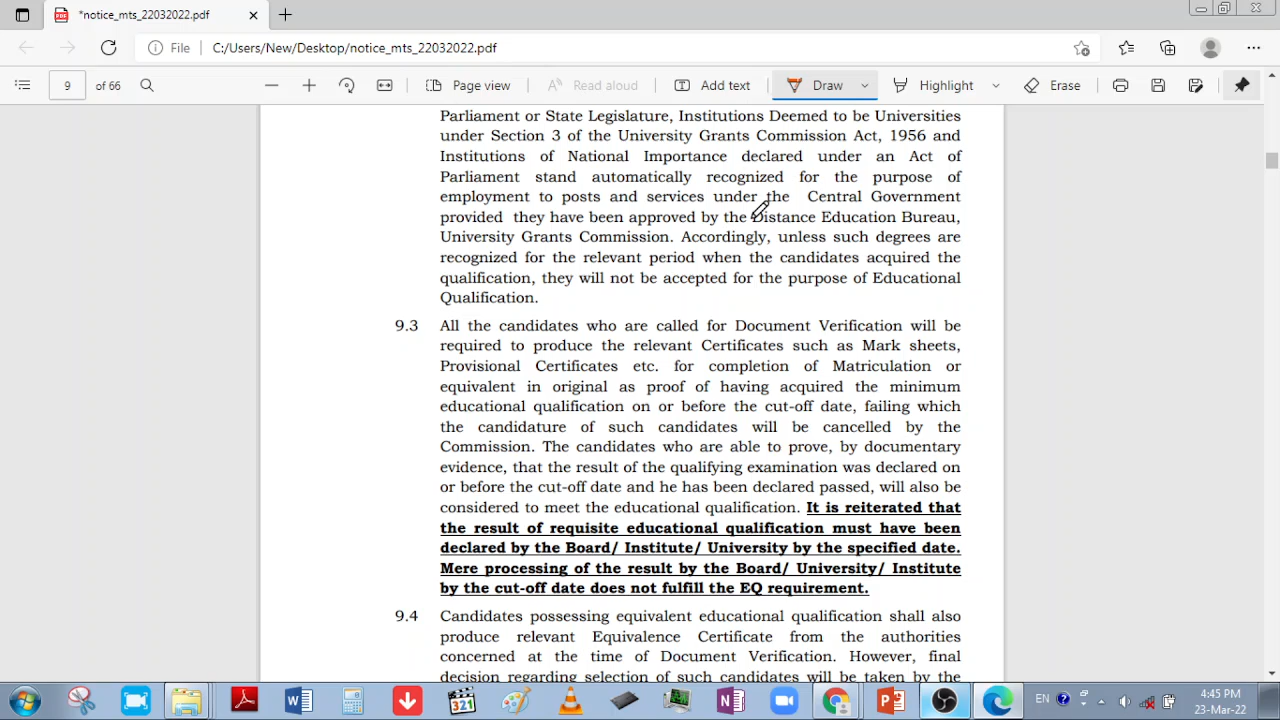 *notice_mts_22032022.pdf
File C:/Users/New/Desktop/notice_mts_22032022.pdf
9 of 66 Page view Read aloud Add text Draw Highlight Erase
Parliament or State Legislature, Institutions Deemed to be Universities
under Section 3 of the University Grants Commission Act, 1956 and
Institutions of National Importance declared under an Act of
Parliament stand automatically recognized for the purpose of
employment to posts and services under the Central Government
provided they have been approved by the Distance Education Bureau,
University Grants Commission. Accordingly, unless such degrees are
recognized for the relevant period when the candidates acquired the
qualification, they will not be accepted for the purpose of Educational
Qualification.
9.3 All the candidates who are called for Document Verification will be
required to produce the relevant Certificates such as Mark sheets,
Provisional Certificates etc. for completion of Matriculation or
equivalent in original as proof of having acquired the minimum
educational qualification on or before the cut-off date, failing which
the candidature of such candidates will be cancelled by the
Commission. The candidates who are able to prove, by documentary
evidence, that the result of the qualifying examination was declared on
or before the cut-off date and he has been declared passed, will also be
considered to meet the educational qualification. It is reiterated that
the result of requisite educational qualification must have been
declared by the Board/ Institute/ University by the specified date.
Mere processing of the result by the Board/ University/ Institute
by the cut-off date does not fulfill the EQ requirement.
9.4 Candidates possessing equivalent educational qualification shall also
produce relevant Equivalence Certificate from the authorities
concerned at the time of Document Verification. However, final
decision regarding selection of such candidates will be taken by the
EN 4:45 PM
23-Mar-22